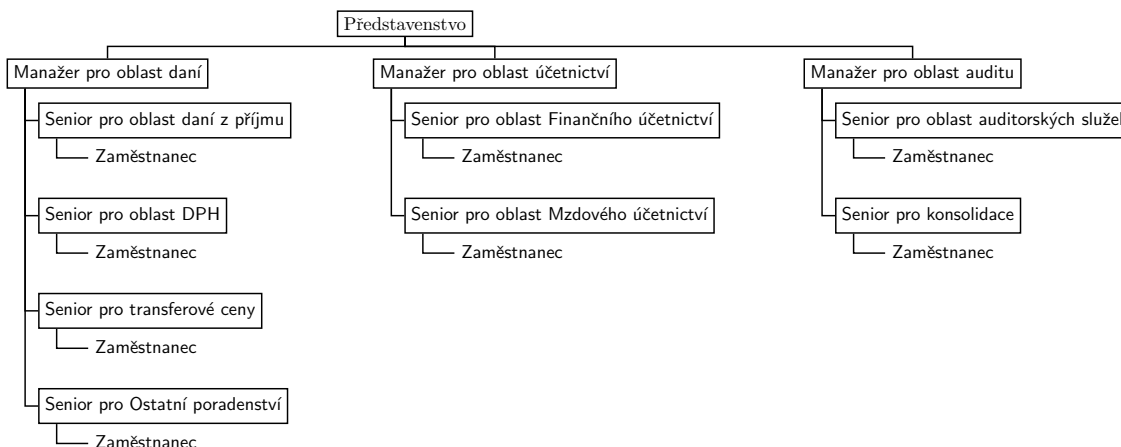 Představenstvo
Manažer pro oblast daní
Senior pro oblast daní z příjmu
Zaměstnanec
Senior pro oblast DPH
Zaměstnanec
Senior pro transferové ceny
Zaměstnanec
Senior pro Ostatní poradenství
Zaměstnanec
Manažer pro oblast účetnictví
Senior pro oblast Finančního účetnictví
Zaměstnanec
Senior pro oblast Mzdového účetnictví
Zaměstnanec
Manažer pro oblast auditu
Senior pro oblast auditorských služeb
Zaměstnanec
Senior pro konsolidace
Zaměstnanec